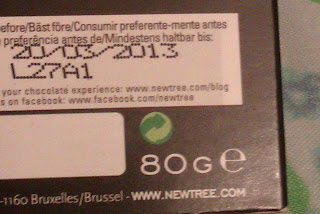 efore/Bäst före/Consumir preferente-mente antes
preferência antes de/Mindestens haltbar bis:
20/03/2013
L27A1
your chocolate experience: www.newtree.com/blog
s on facebook: www.facebook.com/newtree
80G e
-1160 Bruxelles/Brussel - WWW.NEWTREE.COM